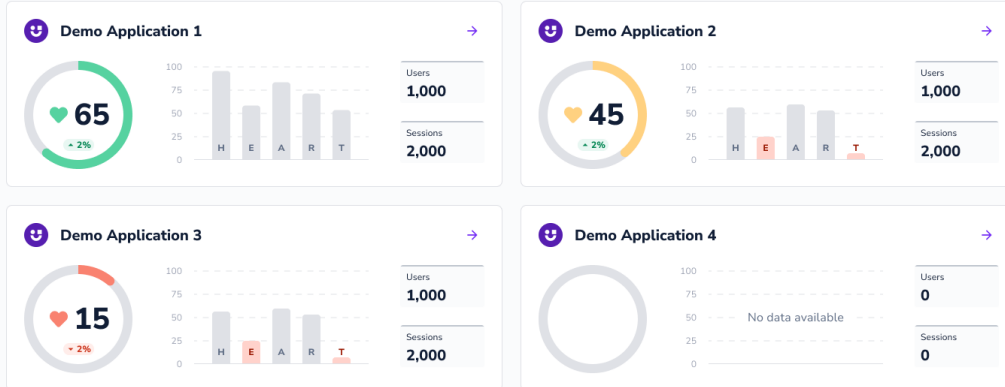 Demo Application 1
65
2%
100
75
50
25
0
H E A R T
Users
1,000
Sessions
2,000
Demo Application 2
45
2%
100
75
50
25
0
H E A R T
Users
1,000
Sessions
2,000
Demo Application 3
15
2%
100
75
50
25
0
H E A R T
Users
1,000
Sessions
2,000
Demo Application 4
100
75
50
25
0
No data available
Users
0
Sessions
0